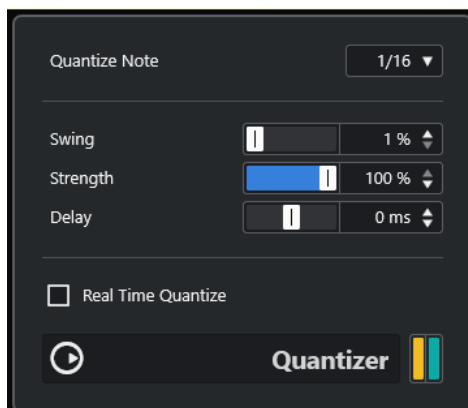 Quantize Note 1/16
Swing 1 %
Strength 100 %
Delay 0 ms
Real Time Quantize
Quantizer